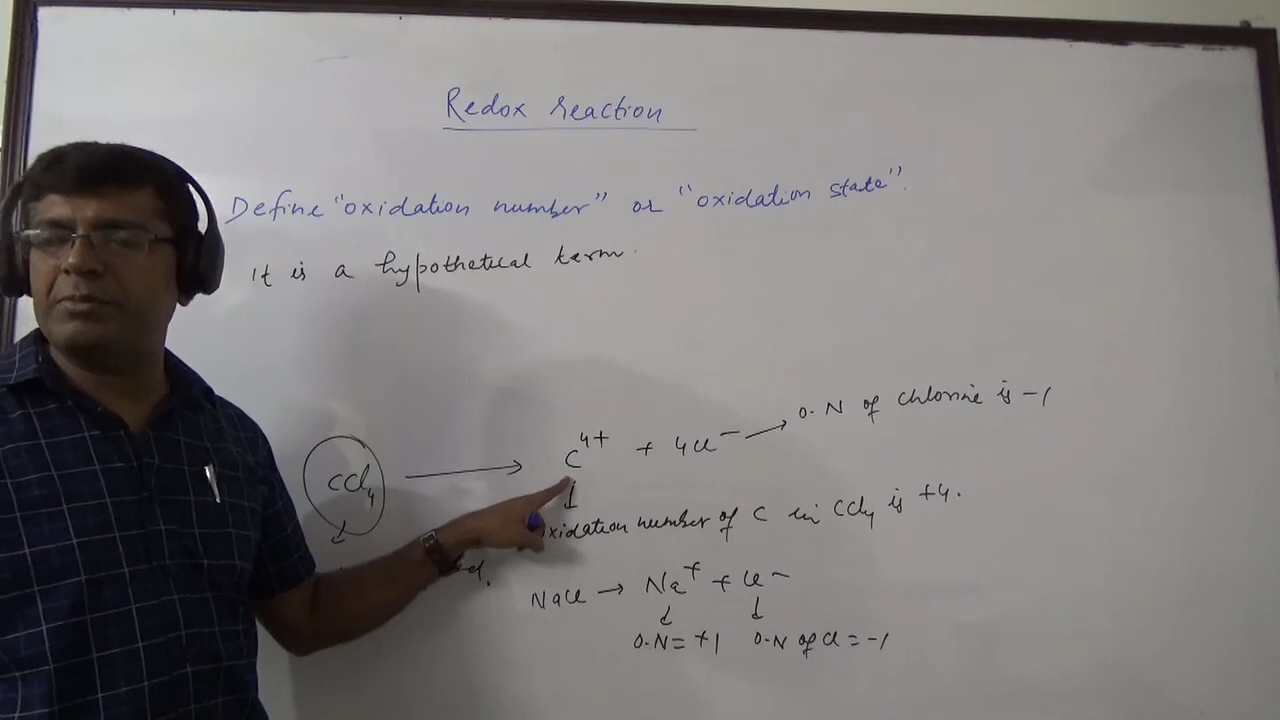 Redox reaction
Define "oxidation number" or "oxidation state".
It is a hypothetical term.
CCl4 → C4+ + 4Cl− → O.N of chlorine is −1
↓ ↓
oxidation number of C in CCl4 is +4.
NaCl → Na+ + Cl−
↓ ↓
O.N = +1 O.N of Cl = −1